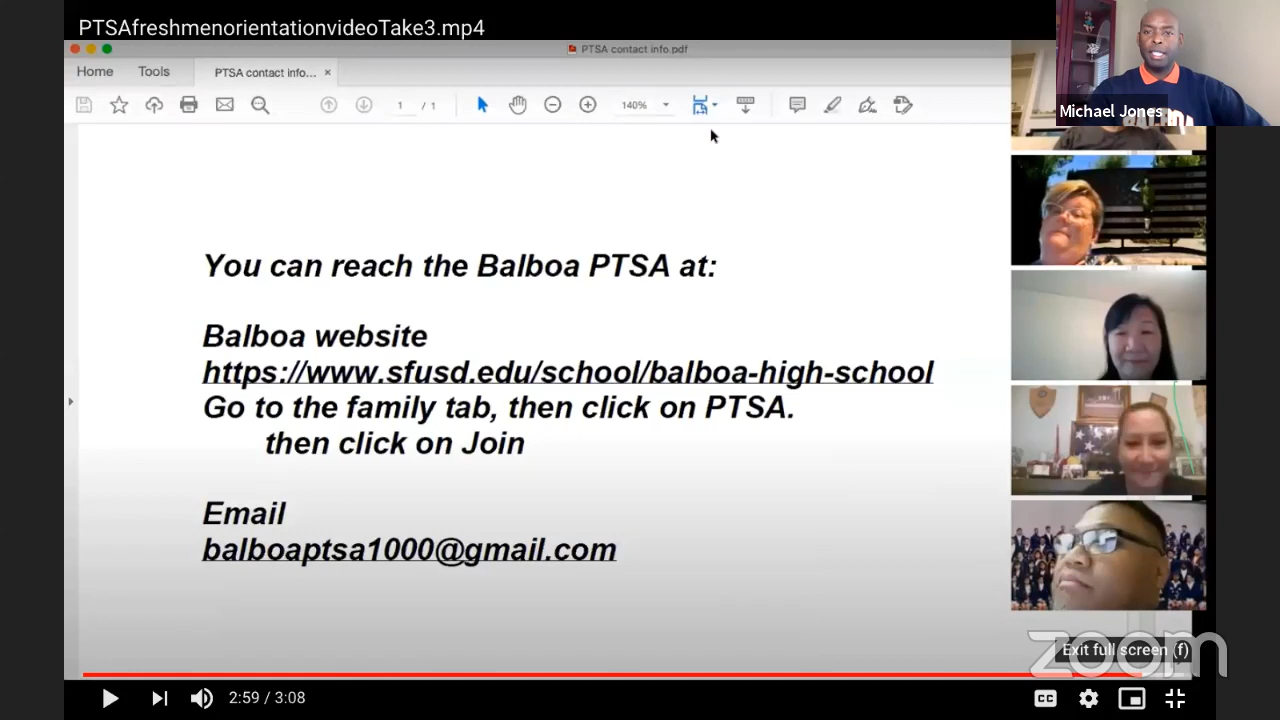 PTSAfreshmenorientationvideoTake3.mp4
PTSA contact info.pdf
Home Tools PTSA contact info... ×
1 / 1 140%
Michael Jones
You can reach the Balboa PTSA at:
Balboa website
https://www.sfusd.edu/school/balboa-high-school
Go to the family tab, then click on PTSA.
then click on Join
Email
balboaptsa1000@gmail.com
zoom
Exit full screen (f)
2:59 / 3:08
CC